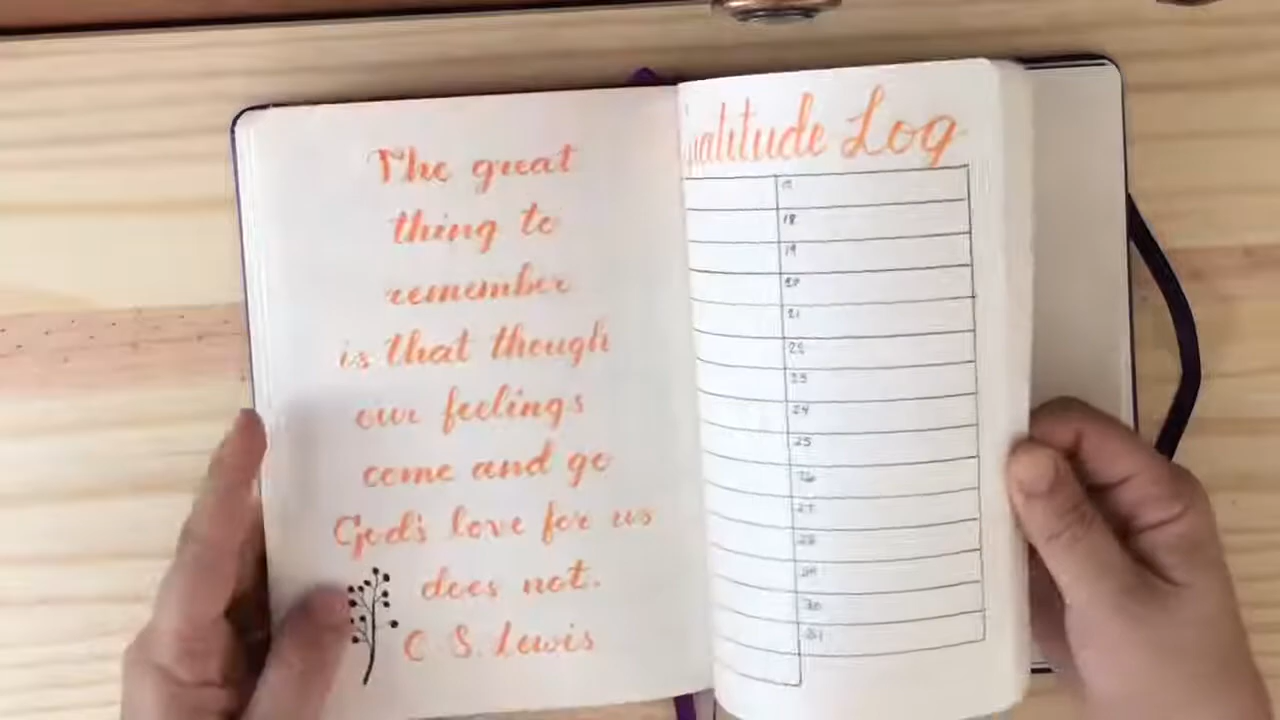 The great
thing to
remember
is that though
our feelings
come and go
God's love for us
does not.
C. S. Lewis
Gratitude Log
18
19
20
21
22
23
24
25
26
27
28
29
30
31